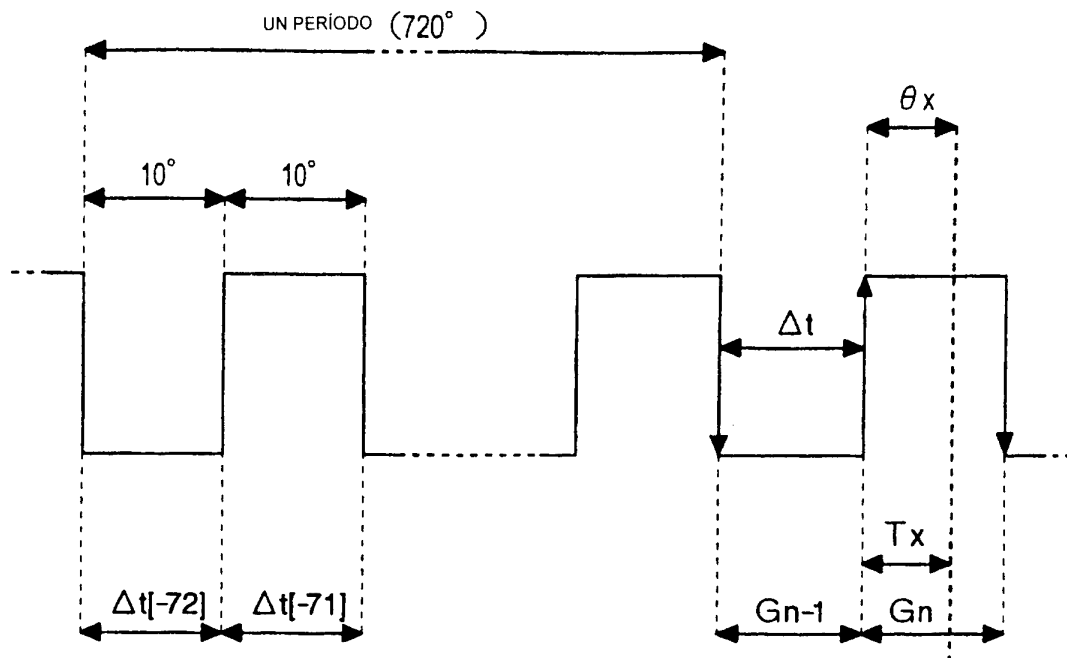 UN PERÍODO (720°)
θx
10° 10°
Δt
Tx
Δt[-72] Δt[-71] Gn-1 Gn